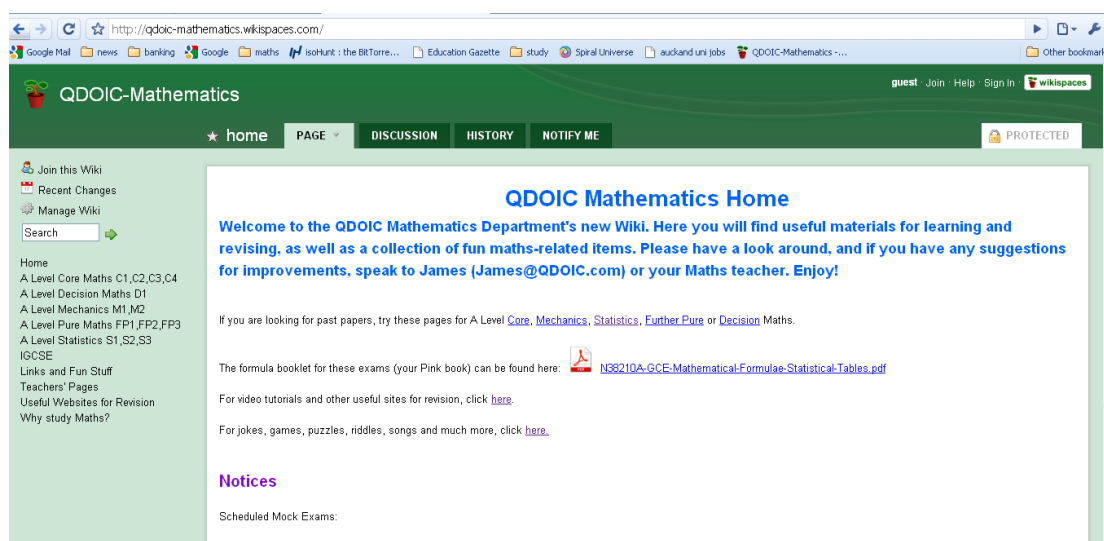 http://qdoic-mathematics.wikispaces.com/
Google Mail news banking Google maths isoHunt : the BitTorre... Education Gazette study Spiral Universe auckand uni jobs QDOIC-Mathematics -... Other bookmark
QDOIC-Mathematics
guest · Join · Help · Sign In · wikispaces
home PAGE DISCUSSION HISTORY NOTIFY ME PROTECTED
Join this Wiki
Recent Changes
Manage Wiki
Search
Home
A Level Core Maths C1,C2,C3,C4
A Level Decision Maths D1
A Level Mechanics M1,M2
A Level Pure Maths FP1,FP2,FP3
A Level Statistics S1,S2,S3
IGCSE
Links and Fun Stuff
Teachers' Pages
Useful Websites for Revision
Why study Maths?
QDOIC Mathematics Home
Welcome to the QDOIC Mathematics Department's new Wiki. Here you will find useful materials for learning and
revising, as well as a collection of fun maths-related items. Please have a look around, and if you have any suggestions
for improvements, speak to James (James@QDOIC.com) or your Maths teacher. Enjoy!
If you are looking for past papers, try these pages for A Level Core, Mechanics, Statistics, Further Pure or Decision Maths.
The formula booklet for these exams (your Pink book) can be found here: N38210A-GCE-Mathematical-Formulae-Statistical-Tables.pdf
For video tutorials and other useful sites for revision, click here.
For jokes, games, puzzles, riddles, songs and much more, click here.
Notices
Scheduled Mock Exams: